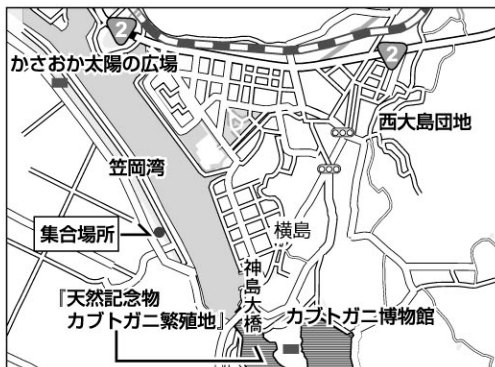 2
かさおか太陽の広場
2
西大島団地
笠岡湾
集合場所
横島
神島大橋
『天然記念物
カブトガニ繁殖地』
カブトガニ博物館